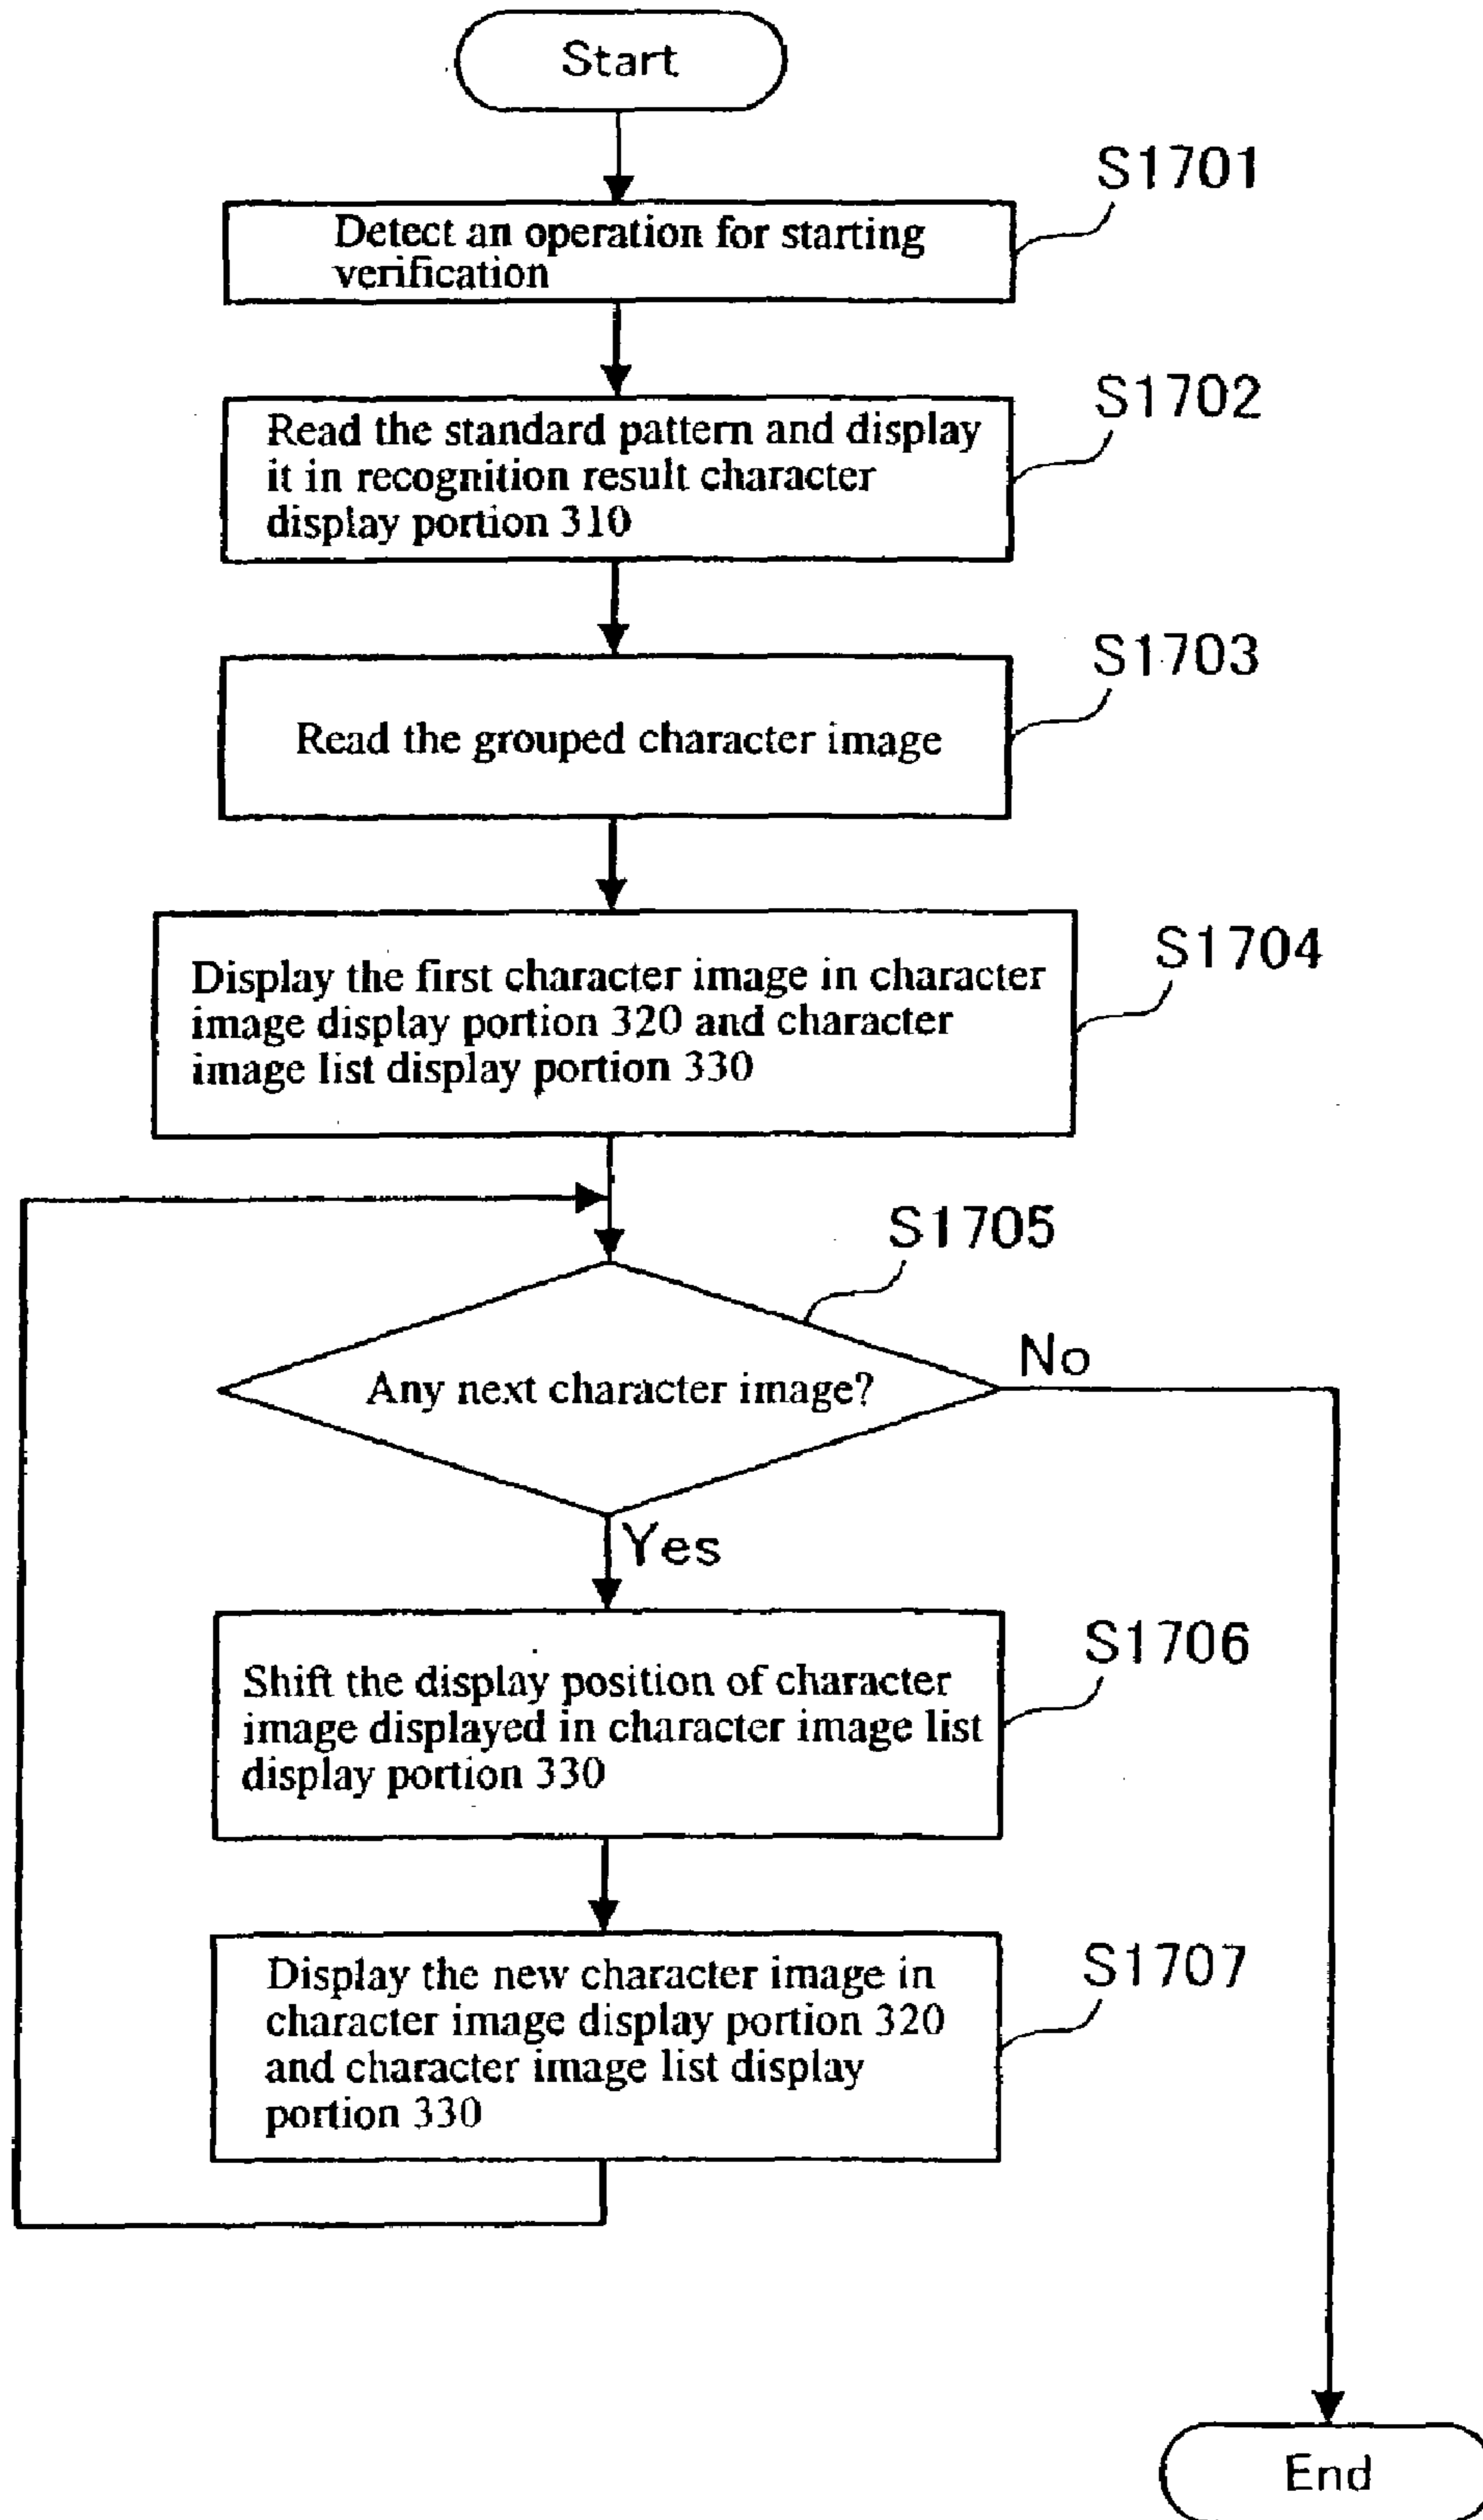 Start
S1701
Detect an operation for starting
verification
S1702
Read the standard pattern and display
it in recognition result character
display portion 310
S1703
Read the grouped character image
S1704
Display the first character image in character
image display portion 320 and character
image list display portion 330
S1705
Any next character image?
No
Yes
S1706
Shift the display position of character
image displayed in character image list
display portion 330
S1707
Display the new character image in
character image display portion 320
and character image list display
portion 330
End